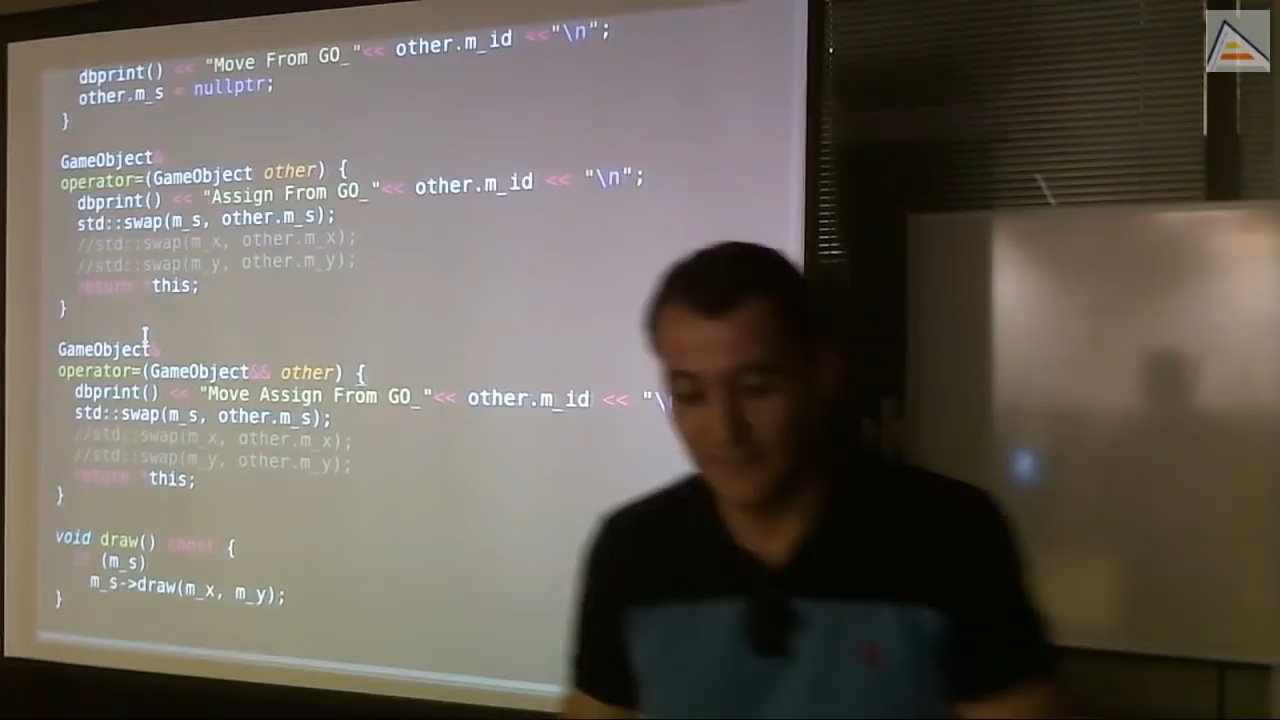 dbprint() << "Move From GO_"<< other.m_id <<"\n";
other.m_s = nullptr;
}
GameObject&
operator=(GameObject other) {
dbprint() << "Assign From GO_"<< other.m_id << "\n";
std::swap(m_s, other.m_s);
//std::swap(m_x, other.m_x);
//std::swap(m_y, other.m_y);
return *this;
}
GameObject&
operator=(GameObject&& other) {
dbprint() << "Move Assign From GO_"<< other.m_id << "\
std::swap(m_s, other.m_s);
//std::swap(m_x, other.m_x);
//std::swap(m_y, other.m_y);
return *this;
}
void draw() const {
if (m_s)
m_s->draw(m_x, m_y);
}